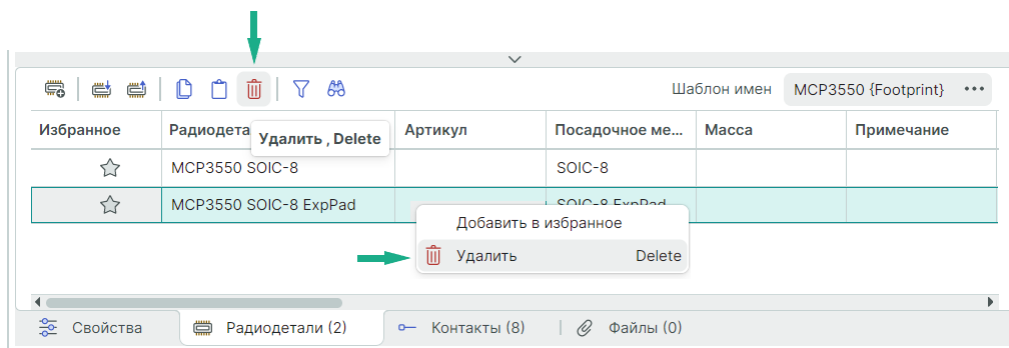 Шаблон имен MCP3550 {Footprint}
Избранное Радиодета Артикул Посадочное ме... Масса Примечание
Удалить , Delete
MCP3550 SOIC-8 SOIC-8
MCP3550 SOIC-8 ExpPad SOIC-8 ExpPad
Добавить в избранное
Удалить Delete
Свойства Радиодетали (2) Контакты (8) Файлы (0)